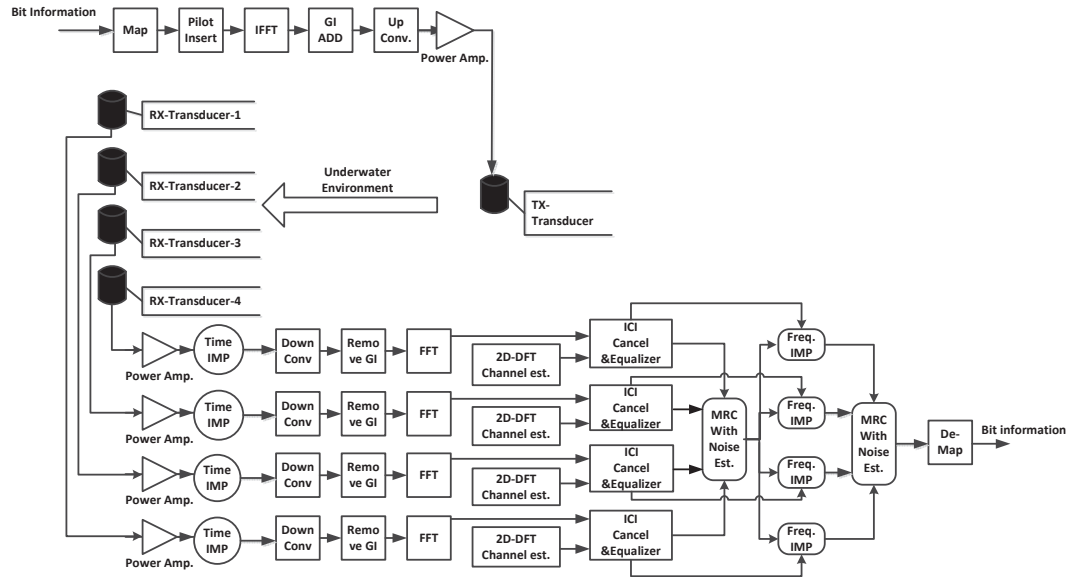 Bit Information
Map
Pilot
Insert
IFFT
GI
ADD
Up
Conv.
Power Amp.
RX-Transducer-1
RX-Transducer-2
RX-Transducer-3
RX-Transducer-4
Underwater
Environment
TX-
Transducer
Power Amp.
Time
IMP
Down
Conv
Remo
ve GI
FFT
2D-DFT
Channel est.
ICI
Cancel
&Equalizer
Freq.
IMP
Power Amp.
Time
IMP
Down
Conv
Remo
ve GI
FFT
2D-DFT
Channel est.
ICI
Cancel
&Equalizer
MRC
With
Noise
Est.
Freq.
IMP
MRC
With
Noise
Est.
De-
Map
Bit information
Power Amp.
Time
IMP
Down
Conv
Remo
ve GI
FFT
2D-DFT
Channel est.
ICI
Cancel
&Equalizer
Freq.
IMP
Power Amp.
Time
IMP
Down
Conv
Remo
ve GI
FFT
2D-DFT
Channel est.
ICI
Cancel
&Equalizer
Freq.
IMP